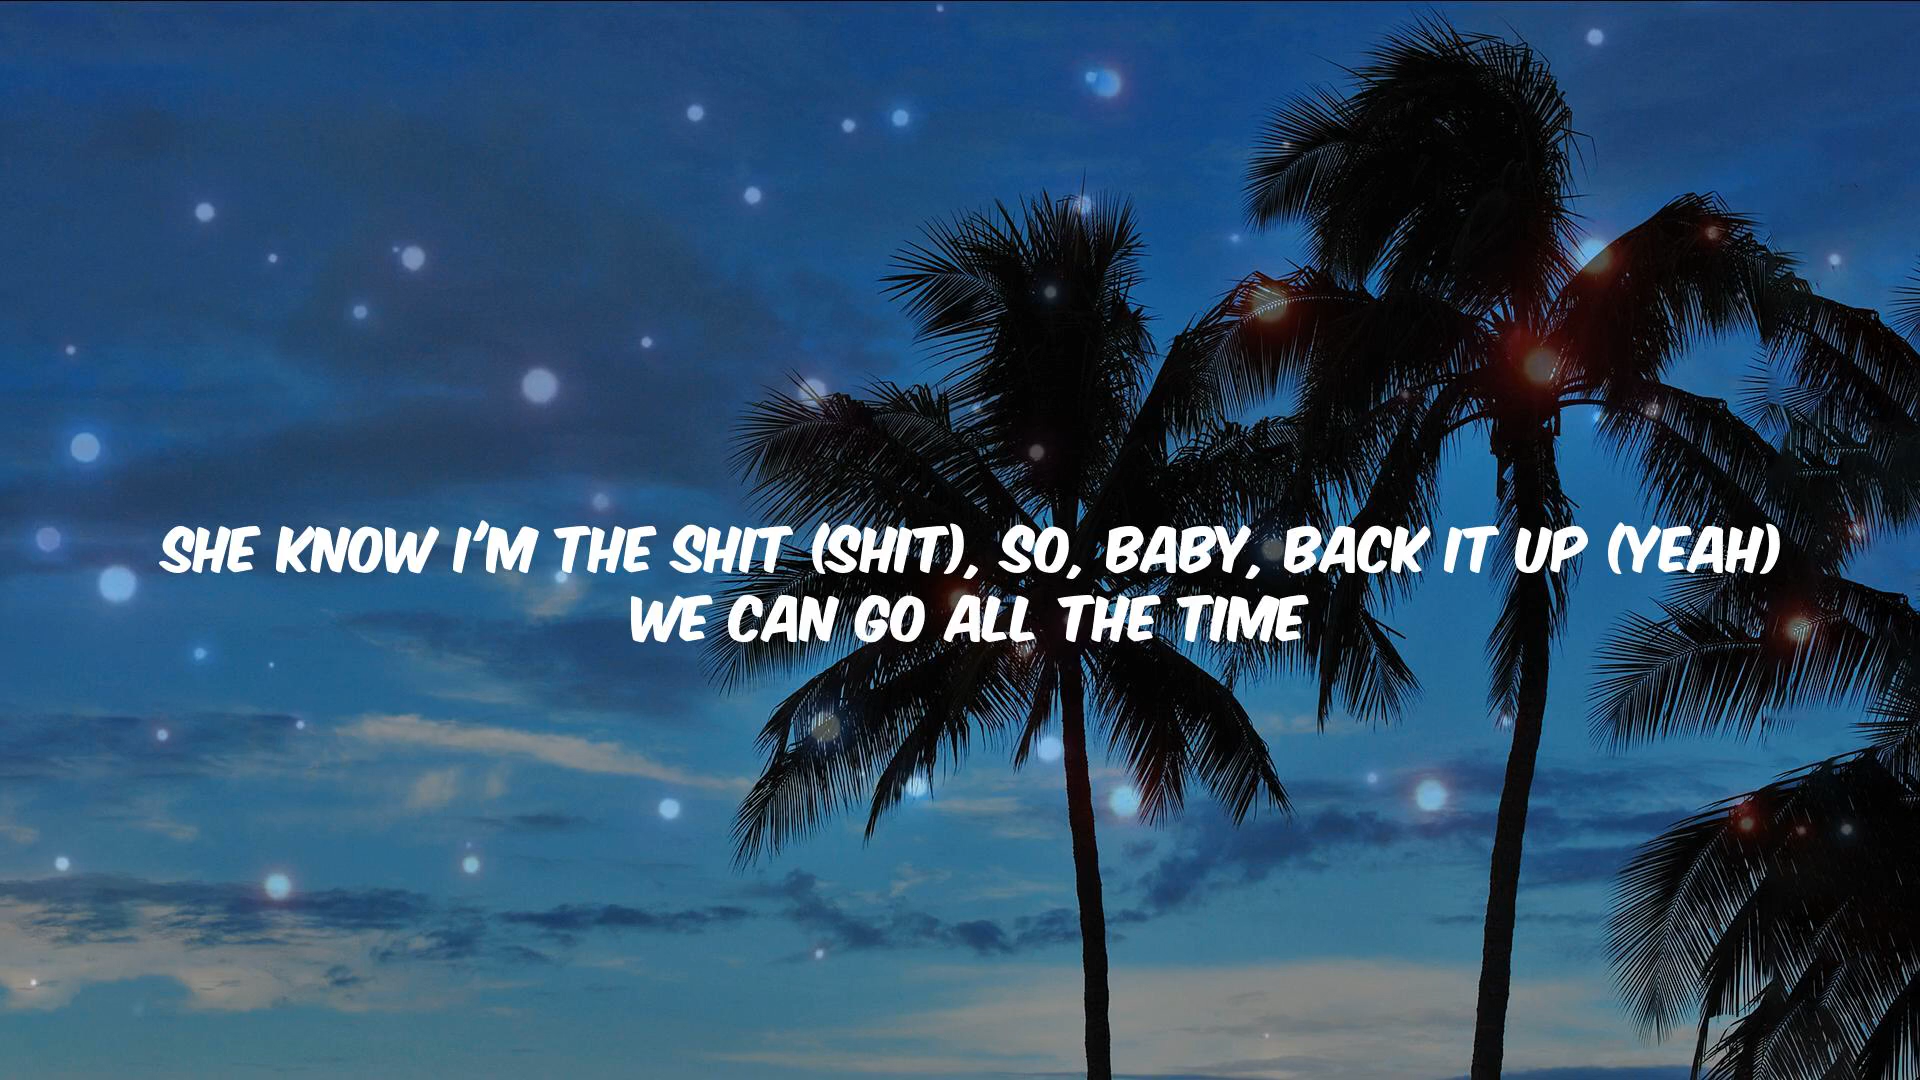 SHE KNOW I'M THE SHIT (SHIT), SO, BABY, BACK IT UP (YEAH)
WE CAN GO ALL THE TIME